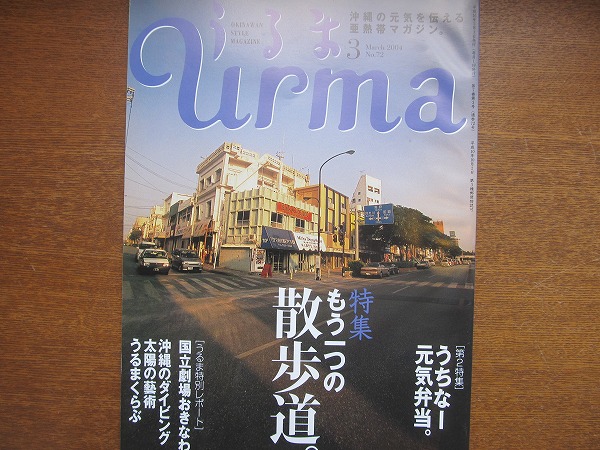 OKINAWAN
STYLE
MAGAZINE
うるま
沖縄の元気を伝える
亜熱帯マガジン。
3
March 2004
No.72
urma
特集
もう一つの
散歩道。
[第2特集]
うちなー
元気弁当。
[うるま特別レポート]
国立劇場おきなわ
沖縄のダイビング
太陽の藝術
うるまくらぶ